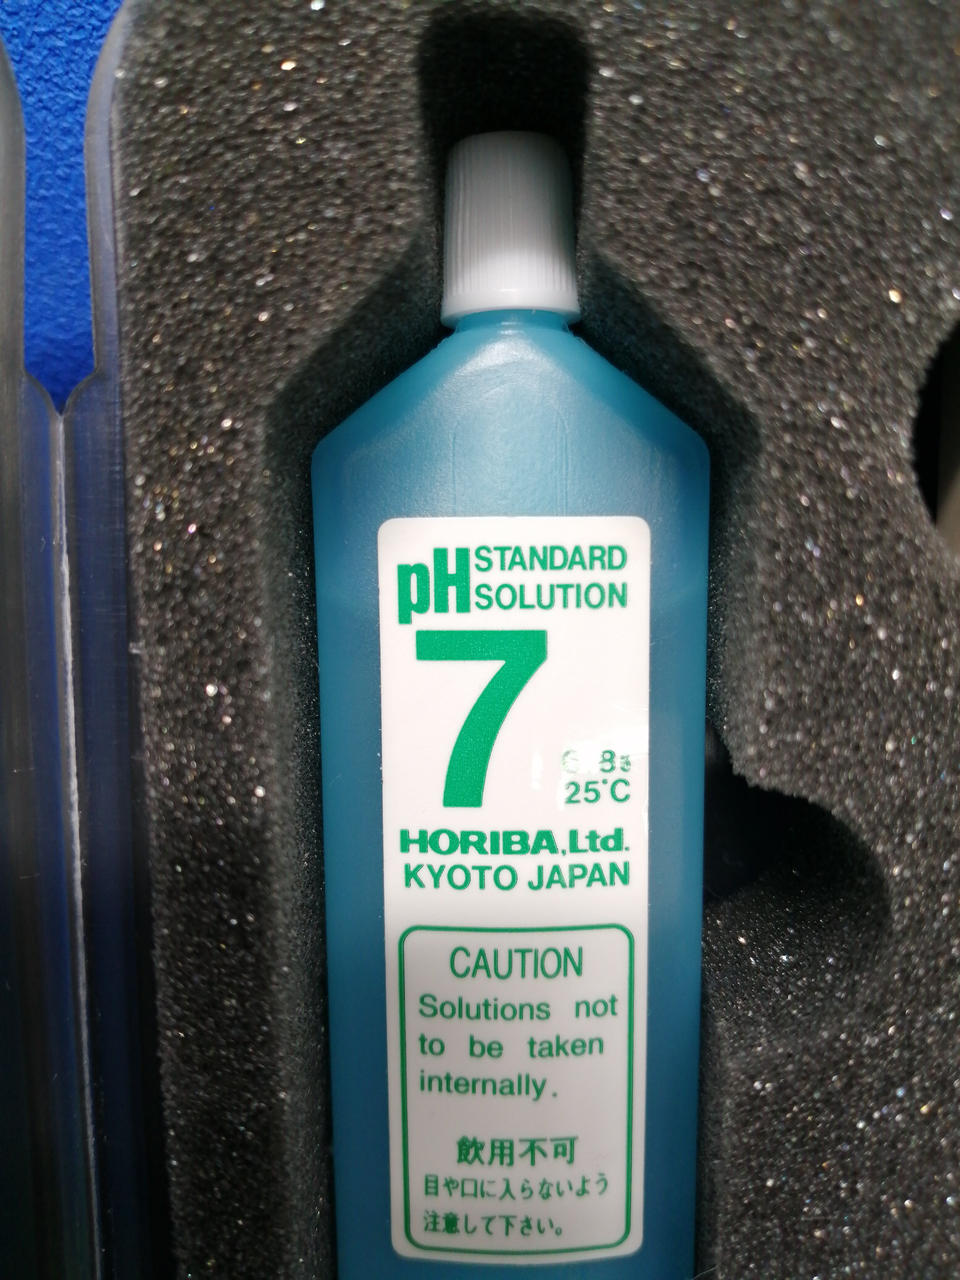 pH STANDARD
SOLUTION
7
25°C
HORIBA,Ltd.
KYOTO JAPAN
CAUTION
Solutions not
to be taken
internally.
飲用不可
目や口に入らないよう
注意して下さい。